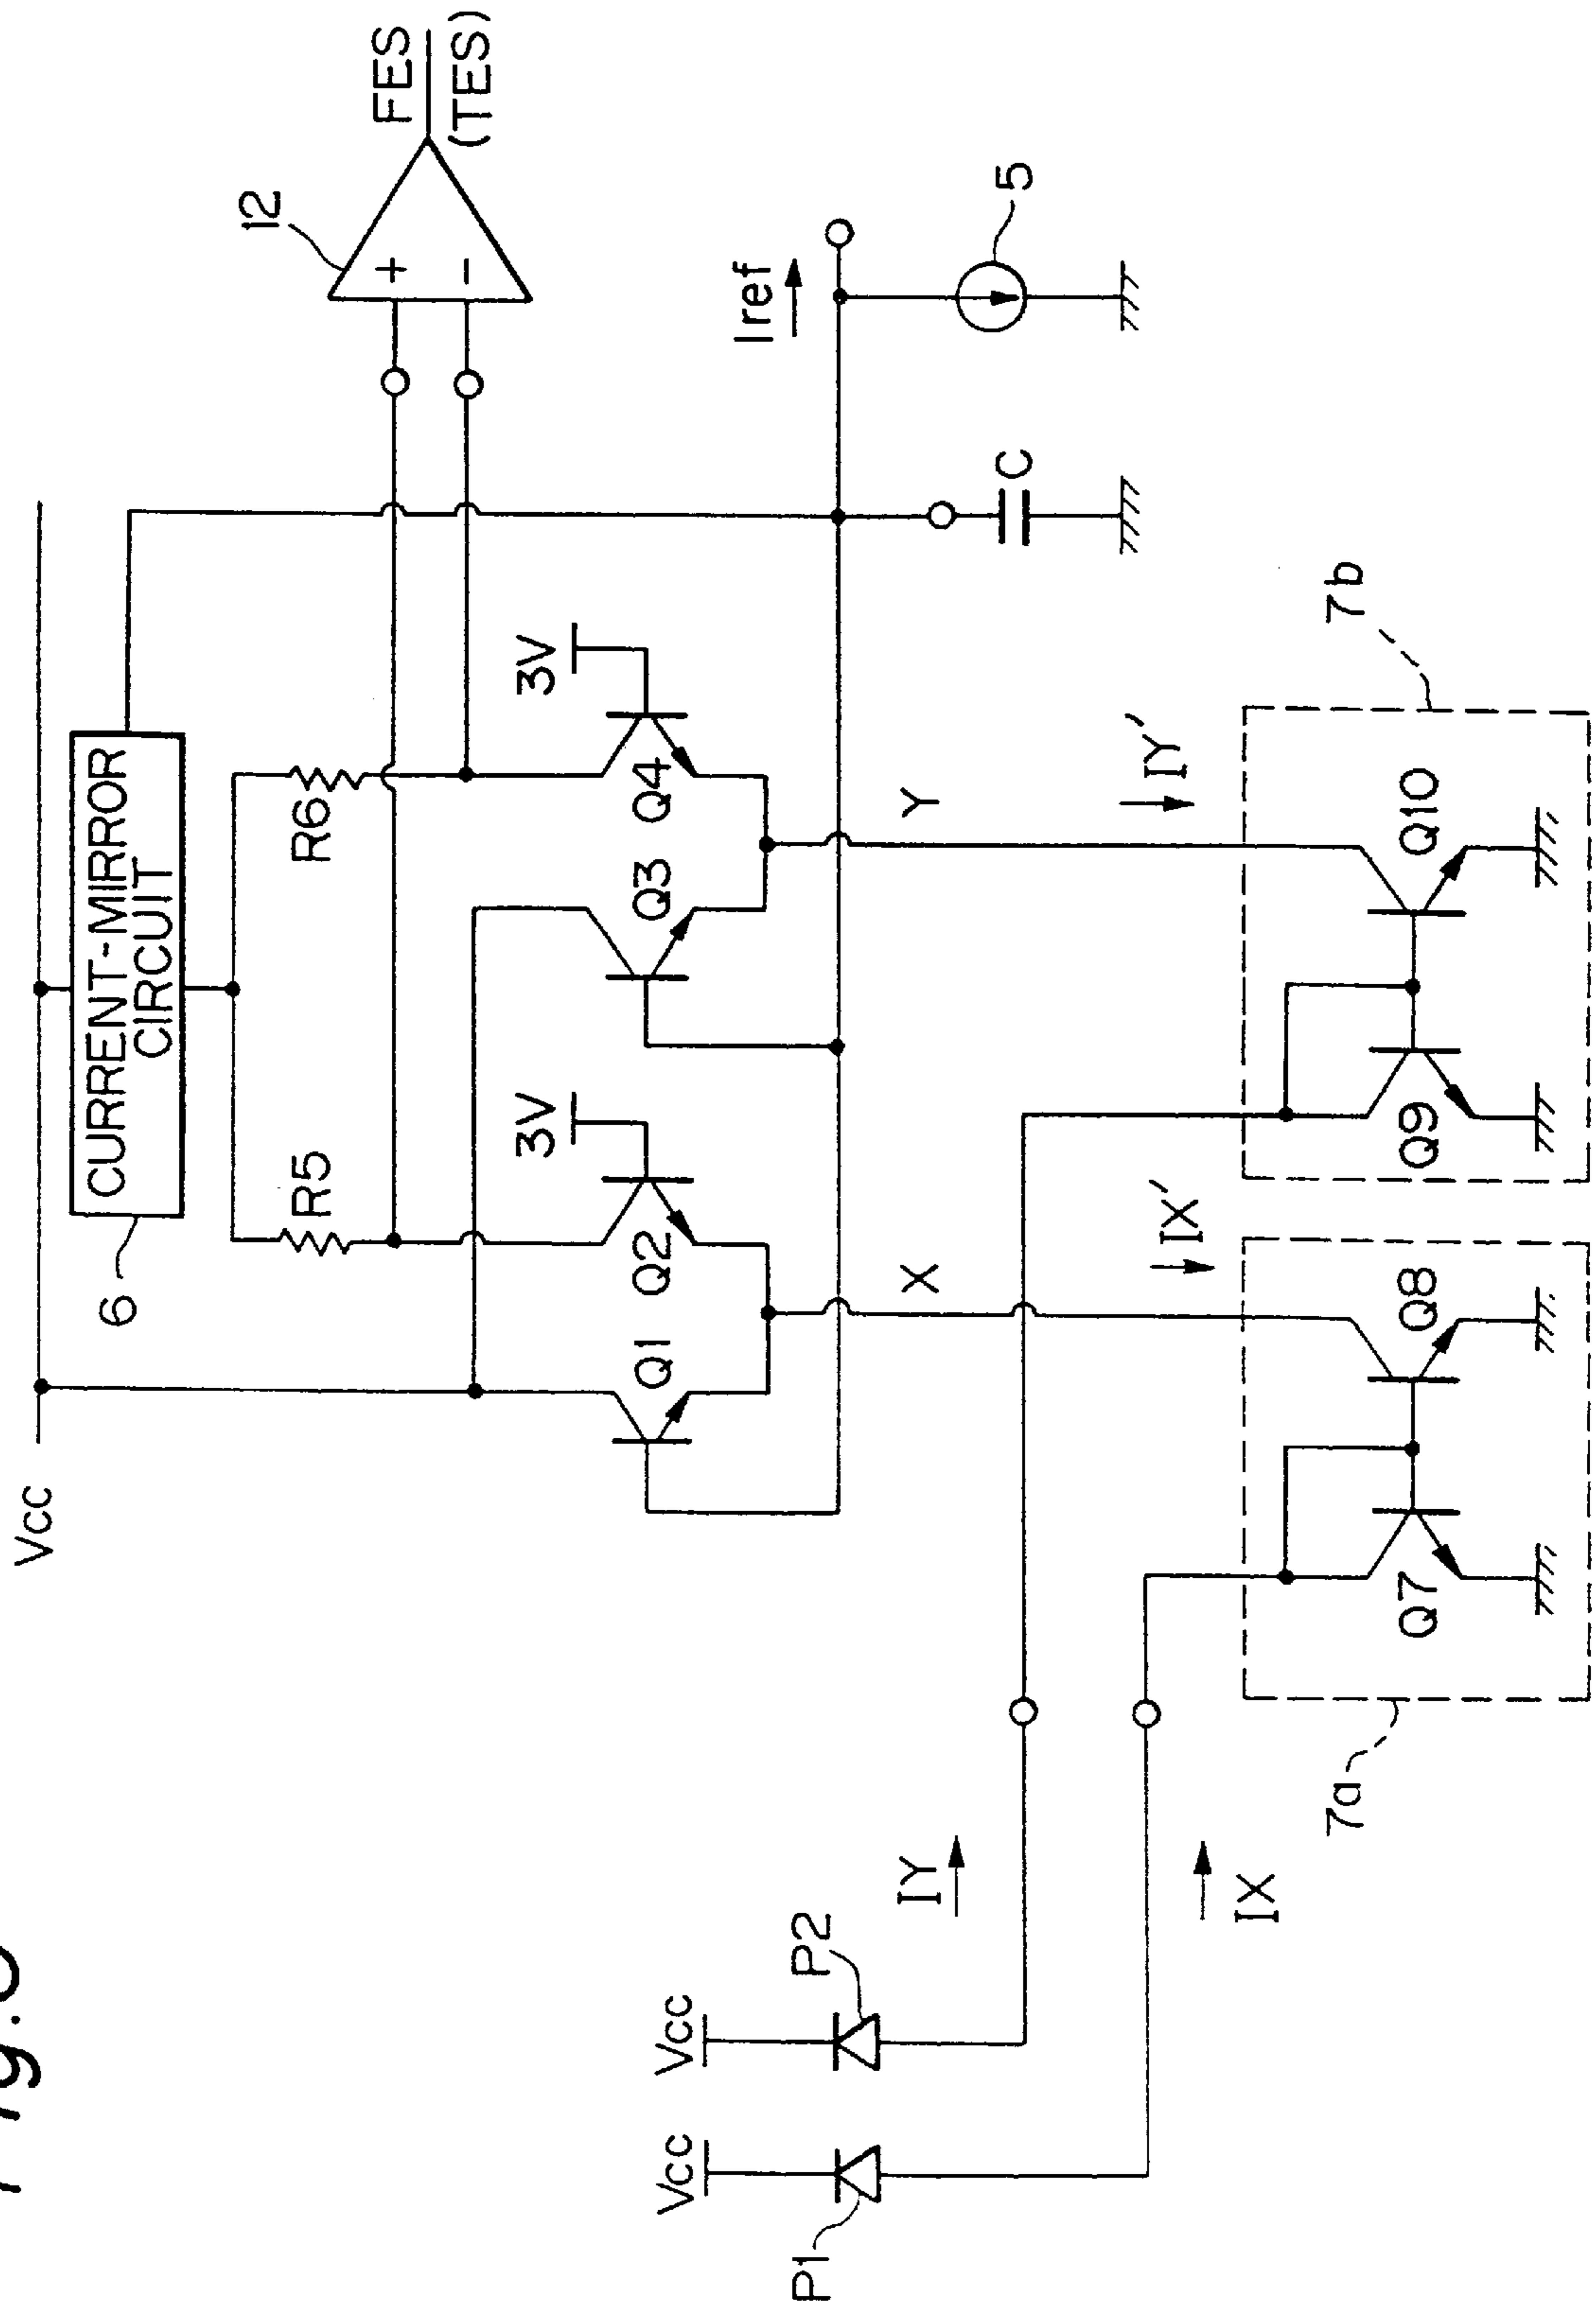 Vcc
6
CURRENT-MIRROR
CIRCUIT
R5
R6
12
+
-
FES
(TES)
Q1
Q2
3V
Q3
Q4
3V
Iref
5
C
X
Y
IX'
IY'
Vcc
P1
Vcc
P2
IY
IX
7a
Q7
Q8
Q9
Q10
7b